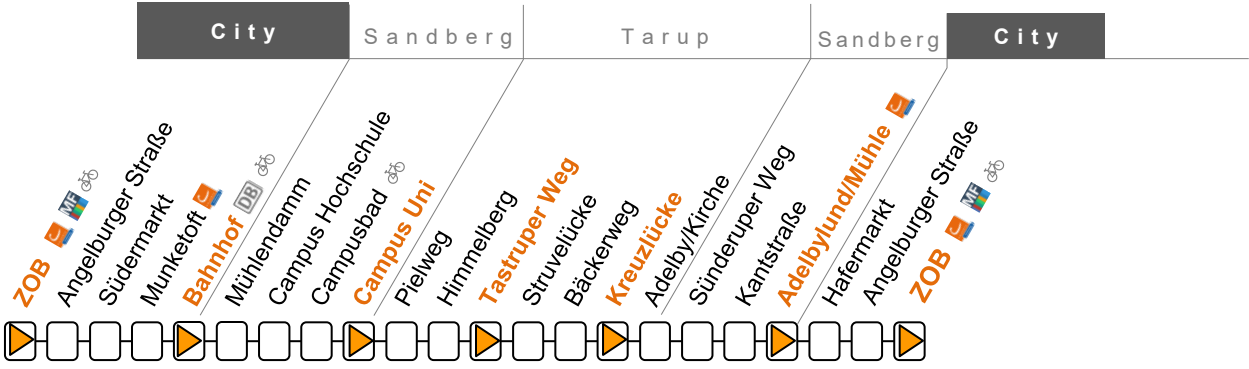 City
Sandberg
Tarup
Sandberg
City
ZOB
MF
Angelburger Straße
Südermarkt
Munketoft
Bahnhof
DB
Mühlendamm
Campus Hochschule
Campusbad
Campus Uni
Pielweg
Himmelberg
Tastruper Weg
Struvelücke
Bäckerweg
Kreuzlücke
Adelby/Kirche
Sünderuper Weg
Kantstraße
Adelbylund/Mühle
Hafermarkt
Angelburger Straße
ZOB
MF